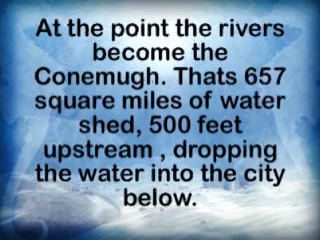 At the point the rivers
become the
Conemugh. Thats 657
square miles of water
shed, 500 feet
upstream , dropping
the water into the city
below.